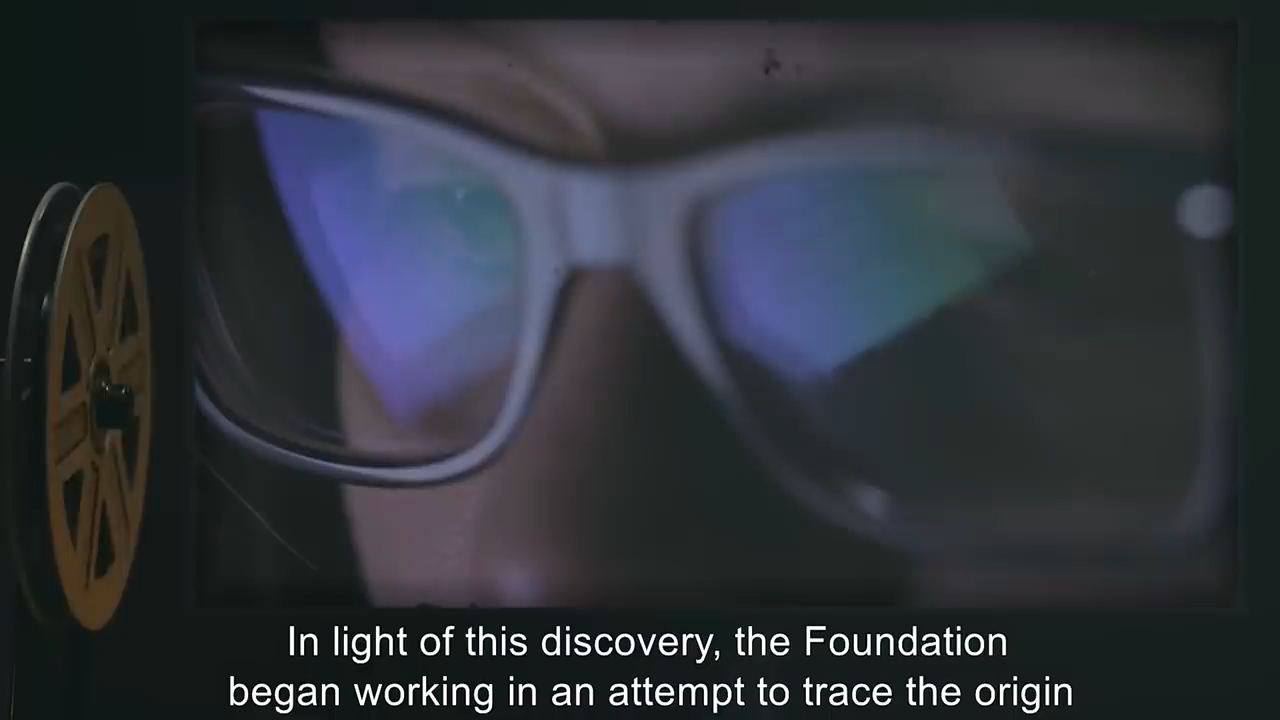 In light of this discovery, the Foundation
began working in an attempt to trace the origin